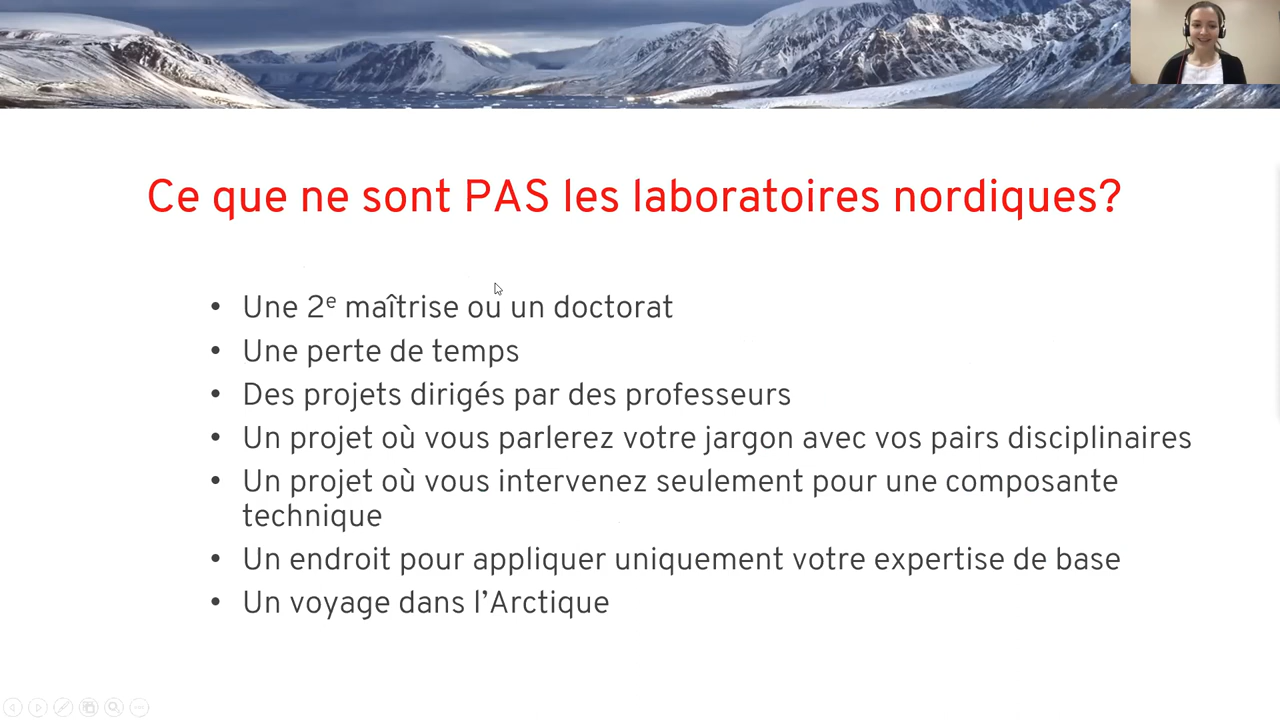 Ce que ne sont PAS les laboratoires nordiques?
• Une 2e maîtrise ou un doctorat
• Une perte de temps
• Des projets dirigés par des professeurs
• Un projet où vous parlerez votre jargon avec vos pairs disciplinaires
• Un projet où vous intervenez seulement pour une composante
technique
• Un endroit pour appliquer uniquement votre expertise de base
• Un voyage dans l'Arctique